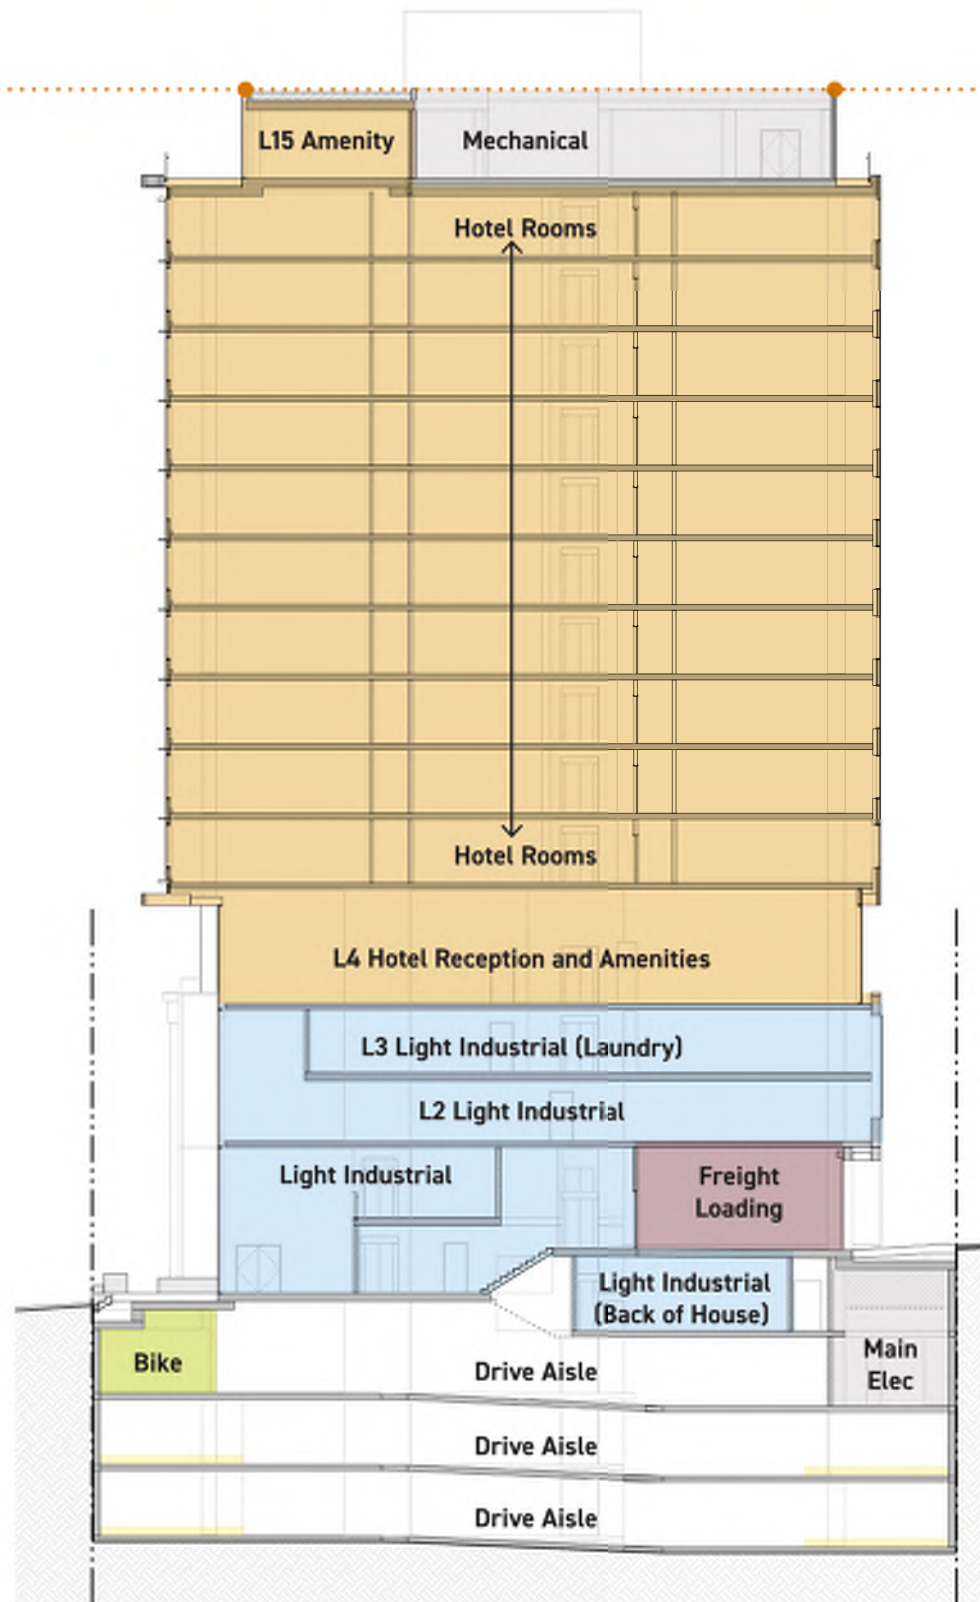 L15 Amenity
Mechanical
Hotel Rooms
Hotel Rooms
L4 Hotel Reception and Amenities
L3 Light Industrial (Laundry)
L2 Light Industrial
Light Industrial
Freight
Loading
Light Industrial
(Back of House)
Bike
Drive Aisle
Main
Elec
Drive Aisle
Drive Aisle